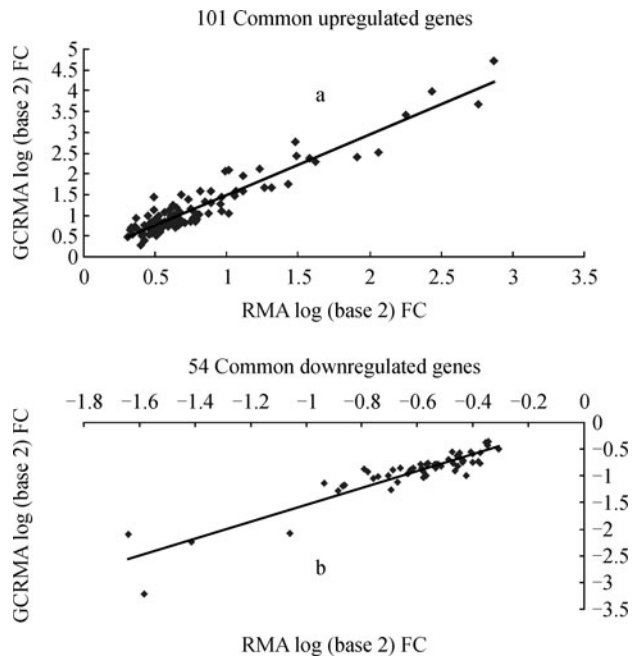 101 Common upregulated genes
GCRMA log (base 2) FC
5
4.5
4
3.5
3
2.5
2
1.5
1
0.5
0
a
0 0.5 1 1.5 2 2.5 3 3.5
RMA log (base 2) FC
54 Common downregulated genes
−1.8 −1.6 −1.4 −1.2 −1 −0.8 −0.6 −0.4 −0.2 0
GCRMA log (base 2) FC
0
−0.5
−1
−1.5
−2
−2.5
−3
−3.5
b
RMA log (base 2) FC